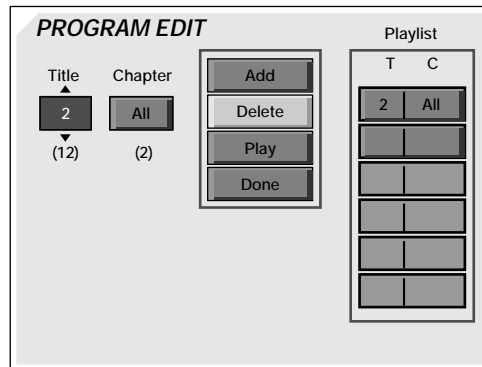 PROGRAM EDIT
Title
Chapter
2
All
(12)
(2)
Add
Delete
Play
Done
Playlist
T C
2 All